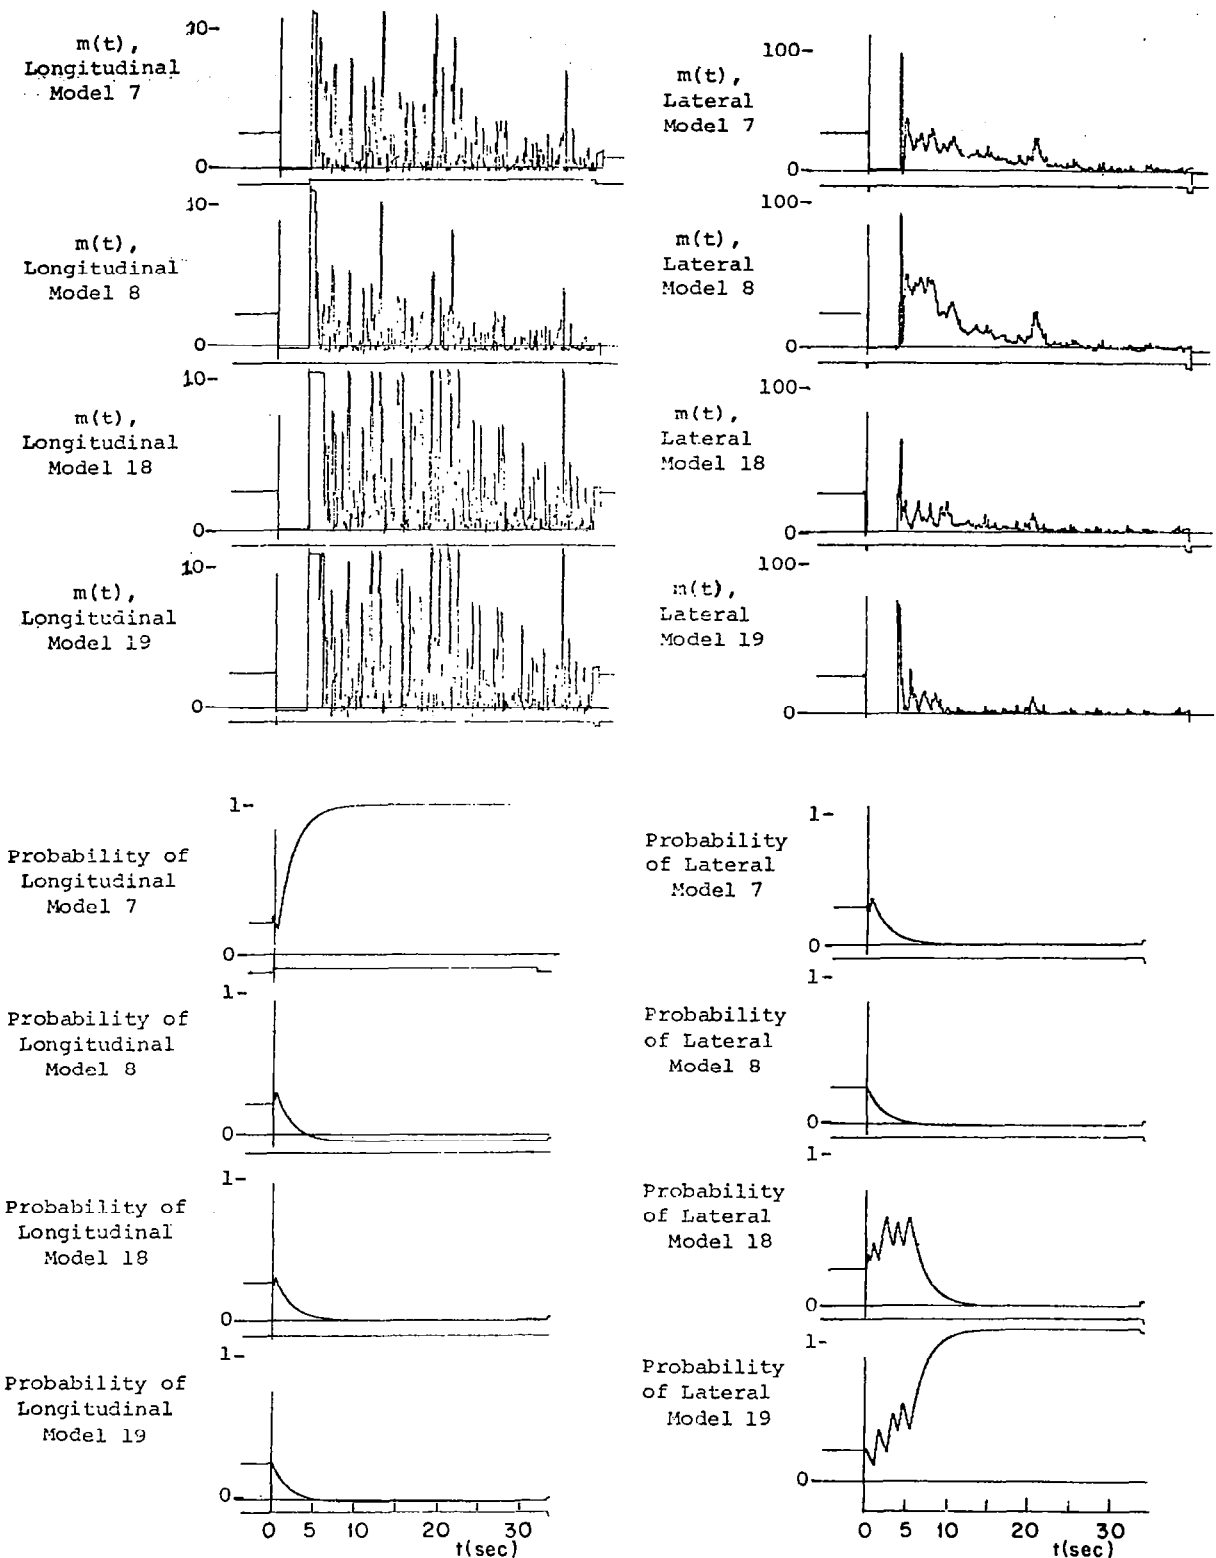 m(t),
Longitudinal
Model 7
10-
0
m(t),
Longitudinal
Model 8
10-
0
m(t),
Longitudinal
Model 18
10-
0
m(t),
Longitudinal
Model 19
10-
0
m(t),
Lateral
Model 7
100-
0
m(t),
Lateral
Model 8
100-
0
m(t),
Lateral
Model 18
100-
0
m(t),
Lateral
Model 19
100-
0
Probability of
Longitudinal
Model 7
1-
0
Probability of
Longitudinal
Model 8
1-
0
Probability of
Longitudinal
Model 18
1-
0
Probability of
Longitudinal
Model 19
1-
0
0 5 10 20 30
t(sec)
Probability
of Lateral
Model 7
1-
0
Probability
of Lateral
Model 8
1-
0
Probability
of Lateral
Model 18
1-
0
Probability
of Lateral
Model 19
1-
0
0 5 10 20 30
t(sec)